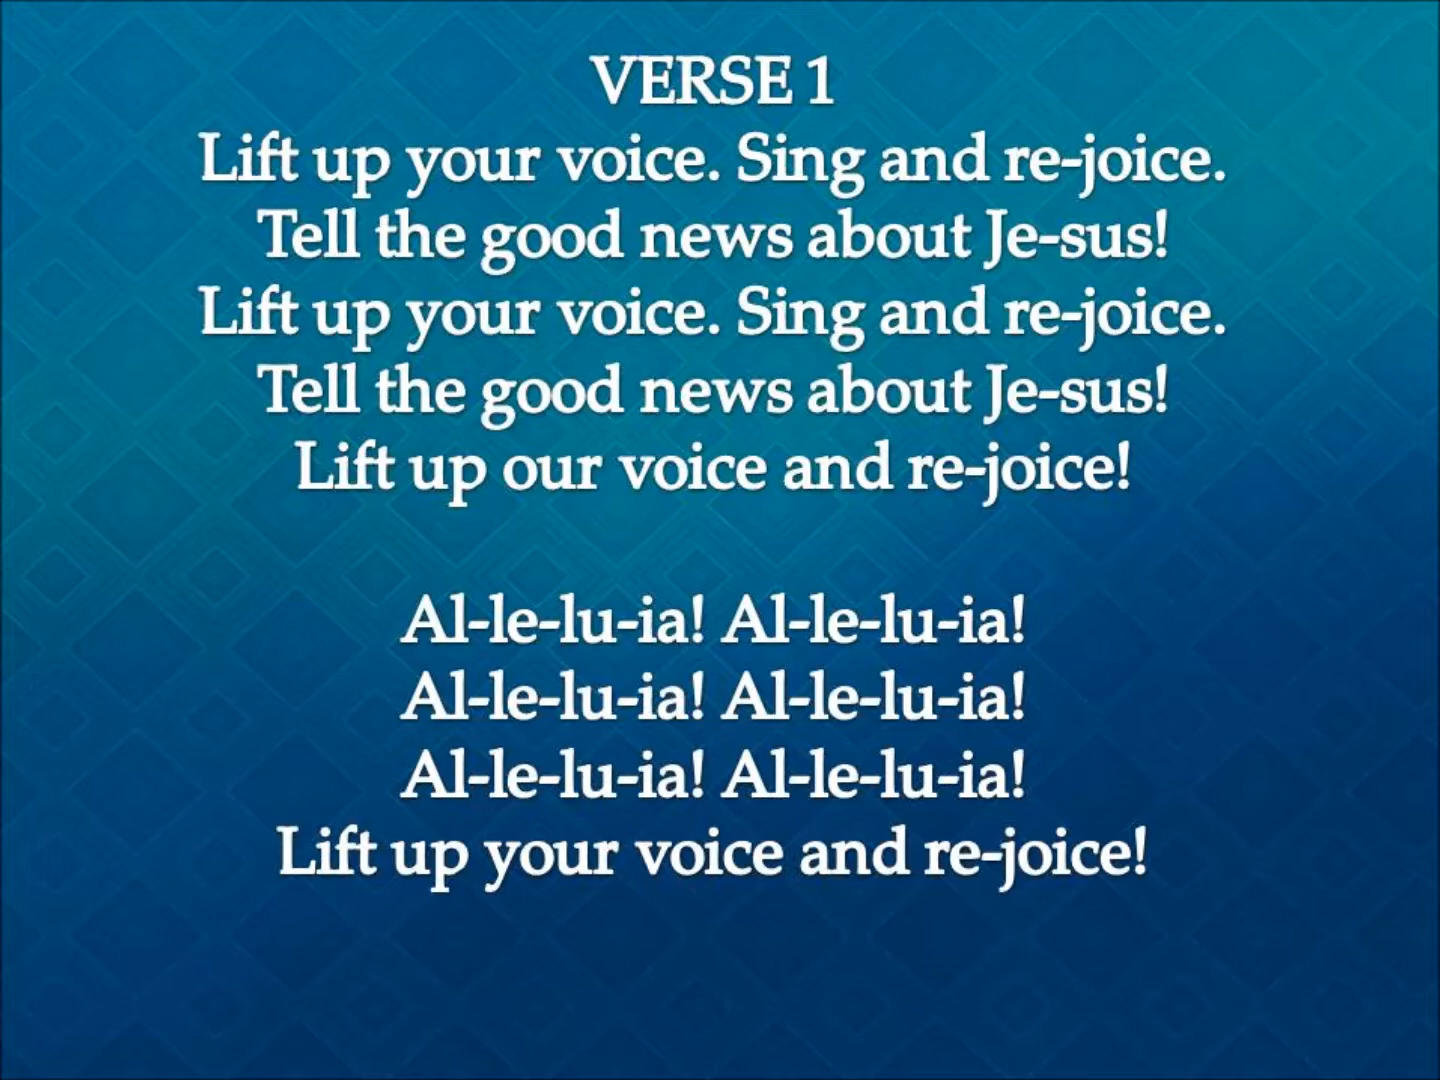 VERSE 1
Lift up your voice. Sing and re-joice.
Tell the good news about Je-sus!
Lift up your voice. Sing and re-joice.
Tell the good news about Je-sus!
Lift up our voice and re-joice!
Al-le-lu-ia! Al-le-lu-ia!
Al-le-lu-ia! Al-le-lu-ia!
Al-le-lu-ia! Al-le-lu-ia!
Lift up your voice and re-joice!